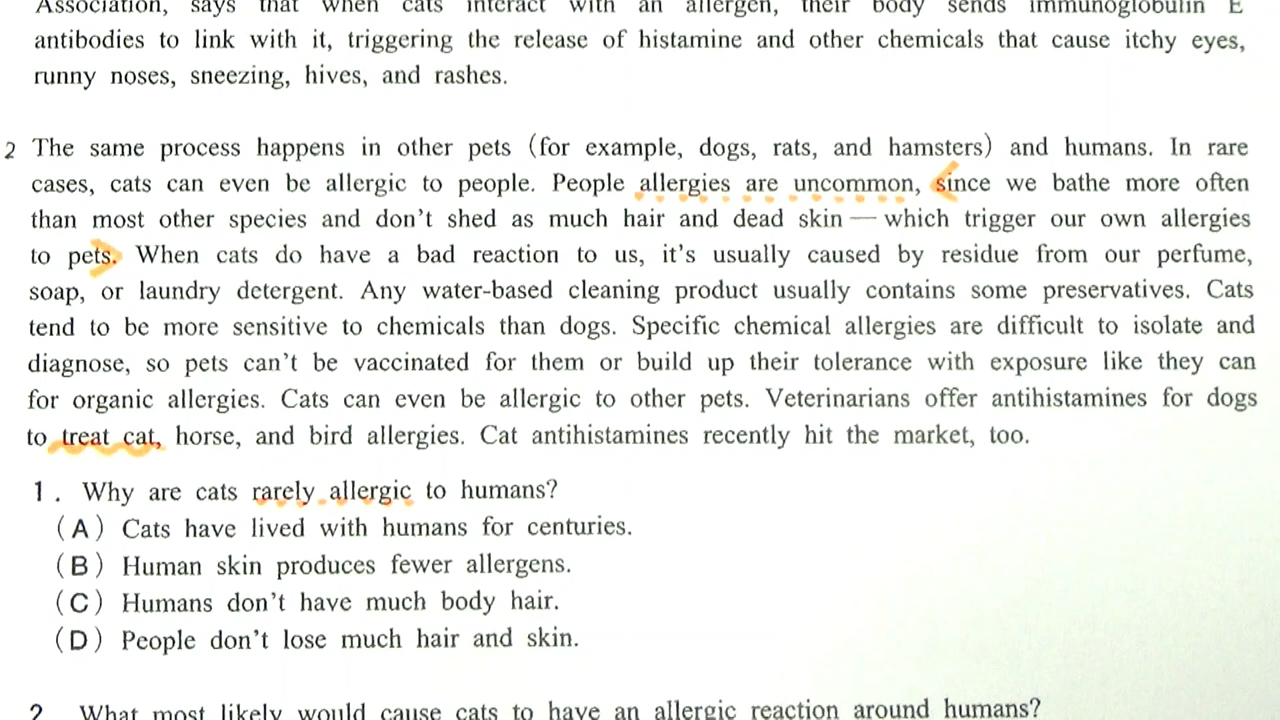 Association, says that when cats interact with an allergen, their body sends immunoglobulin E
antibodies to link with it, triggering the release of histamine and other chemicals that cause itchy eyes,
runny noses, sneezing, hives, and rashes.
2 The same process happens in other pets (for example, dogs, rats, and hamsters) and humans. In rare
cases, cats can even be allergic to people. People allergies are uncommon, since we bathe more often
than most other species and don't shed as much hair and dead skin — which trigger our own allergies
to pets. When cats do have a bad reaction to us, it's usually caused by residue from our perfume,
soap, or laundry detergent. Any water-based cleaning product usually contains some preservatives. Cats
tend to be more sensitive to chemicals than dogs. Specific chemical allergies are difficult to isolate and
diagnose, so pets can't be vaccinated for them or build up their tolerance with exposure like they can
for organic allergies. Cats can even be allergic to other pets. Veterinarians offer antihistamines for dogs
to treat cat, horse, and bird allergies. Cat antihistamines recently hit the market, too.
1. Why are cats rarely allergic to humans?
(A) Cats have lived with humans for centuries.
(B) Human skin produces fewer allergens.
(C) Humans don't have much body hair.
(D) People don't lose much hair and skin.
2 What most likely would cause cats to have an allergic reaction around humans?